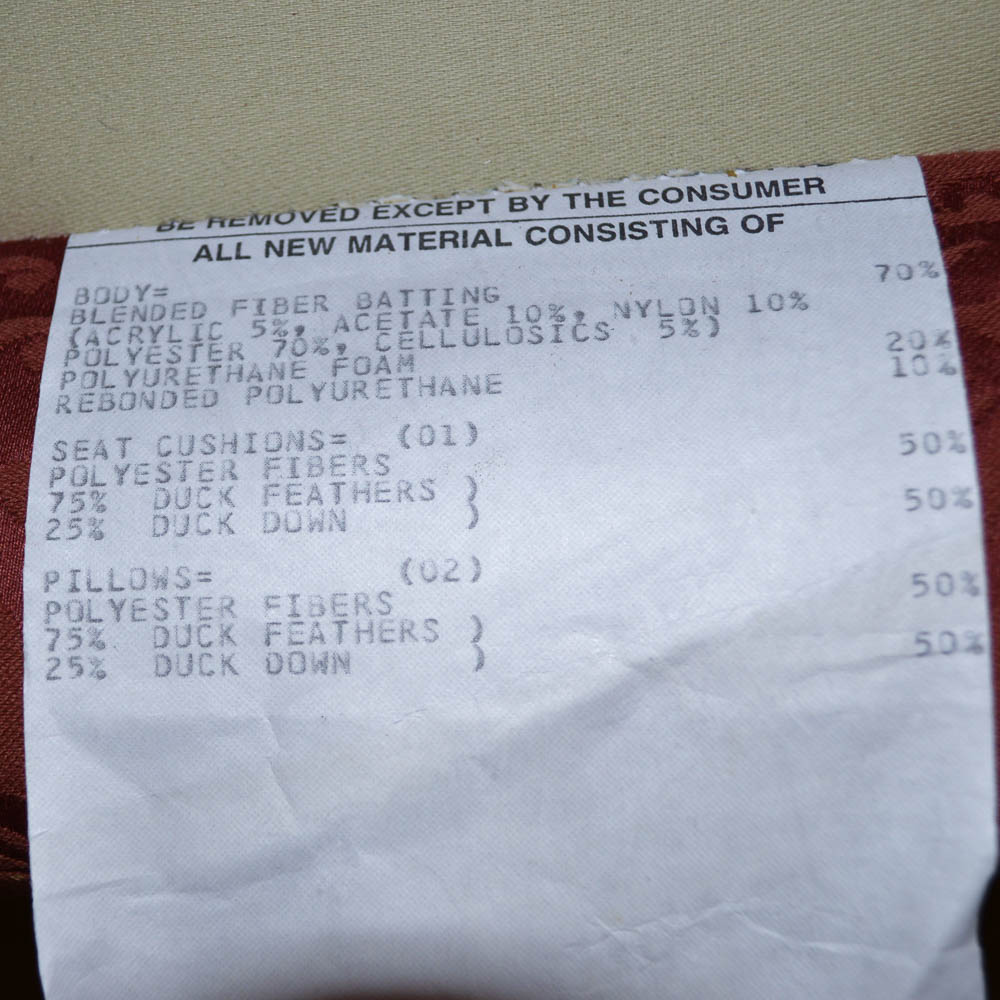 BE REMOVED EXCEPT BY THE CONSUMER
ALL NEW MATERIAL CONSISTING OF
BODY= 70%
BLENDED FIBER BATTING
(ACRYLIC 5%, ACETATE 10%, NYLON 10%
POLYESTER 70%, CELLULOSICS 5%)
POLYURETHANE FOAM 20%
REBONDED POLYURETHANE 10%
SEAT CUSHIONS= (01)
POLYESTER FIBERS 50%
75% DUCK FEATHERS )
25% DUCK DOWN ) 50%
PILLOWS= (02)
POLYESTER FIBERS 50%
75% DUCK FEATHERS )
25% DUCK DOWN ) 50%